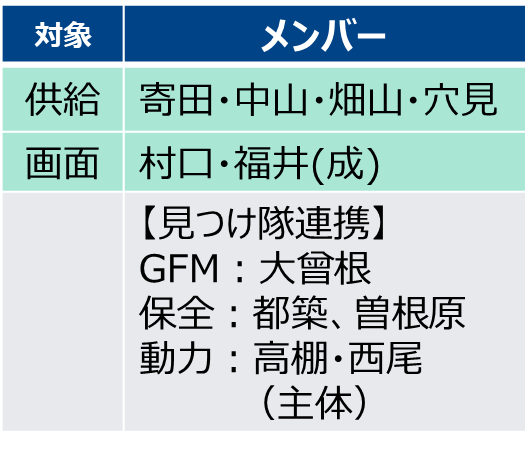 対象 メンバー
供給 寄田・中山・畑山・穴見
画面 村口・福井(成)
【見つけ隊連携】
GFM：大曾根
保全：都築、曽根原
動力：高棚・西尾
（主体）